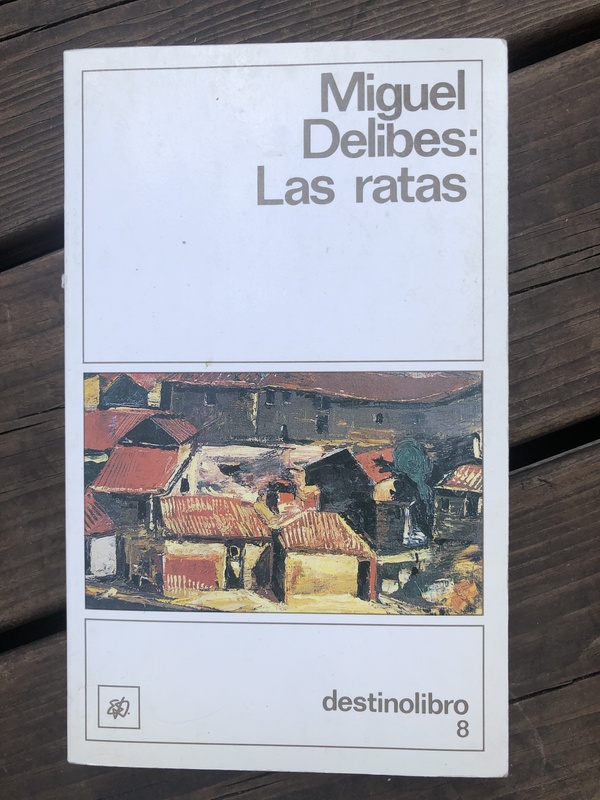 Miguel
Delibes:
Las ratas
destinolibro
8